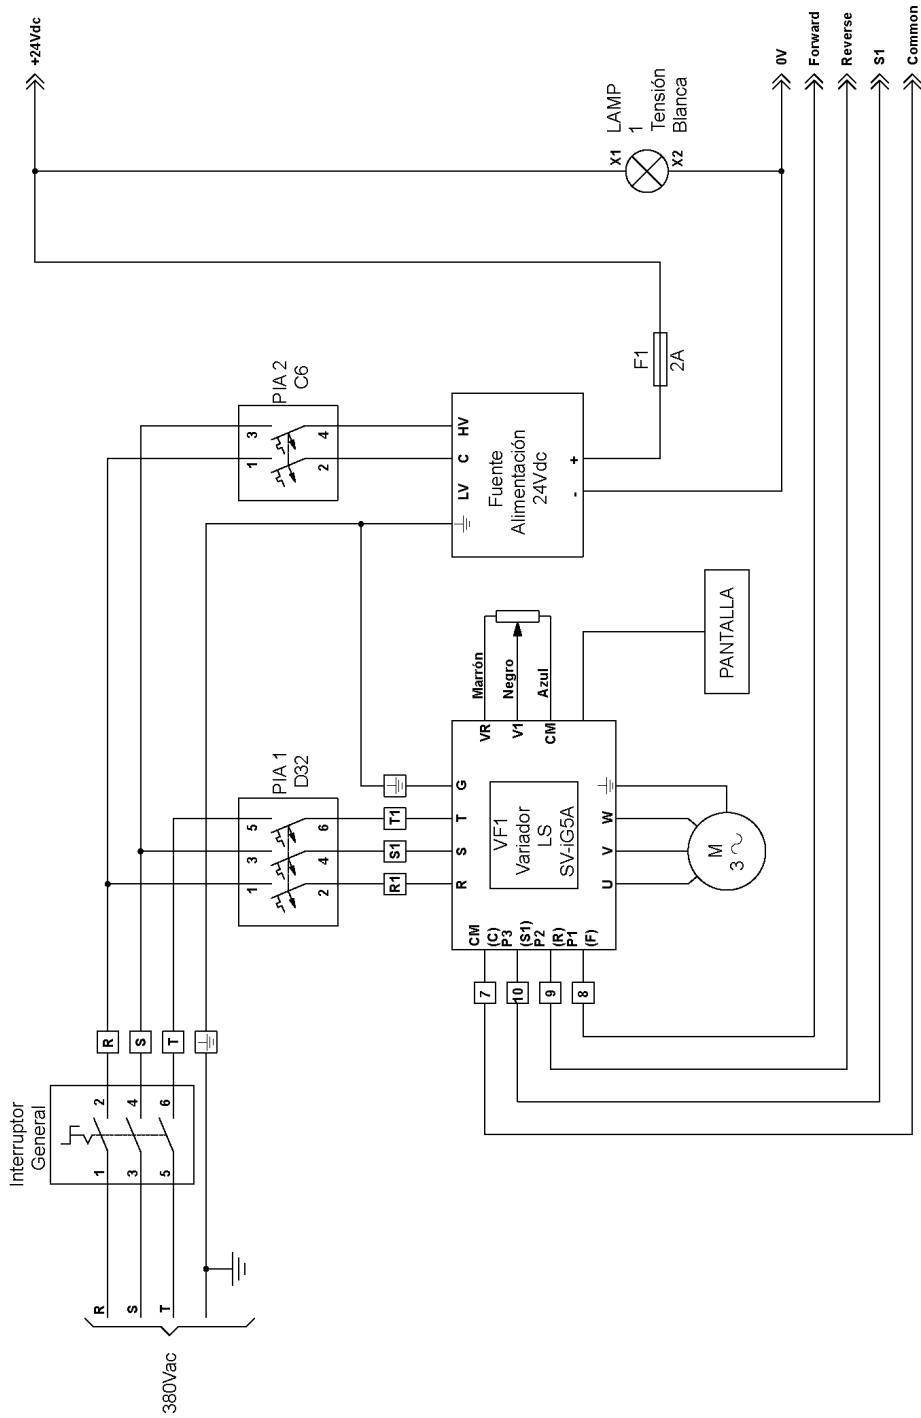 380Vac
R
S
T
Interruptor
General
1
3
5
2
4
6
R
S
T
PIA 1
D32
1
3
5
2
4
6
R1
S1
T1
R
S
T
G
CM
(C)
P3
(S1)
P2
(R)
P1
(F)
7
10
9
8
VF1
Variador
LS
SV-iG5A
U
V
W
M
3
VR
V1
CM
Marrón
Negro
Azul
PANTALLA
PIA 2
C6
1
3
2
4
LV
C
HV
Fuente
Alimentación
24Vdc
-
+
F1
2A
LAMP
1
Tensión
Blanca
X1
X2
+24Vdc
0V
Forward
Reverse
S1
Common